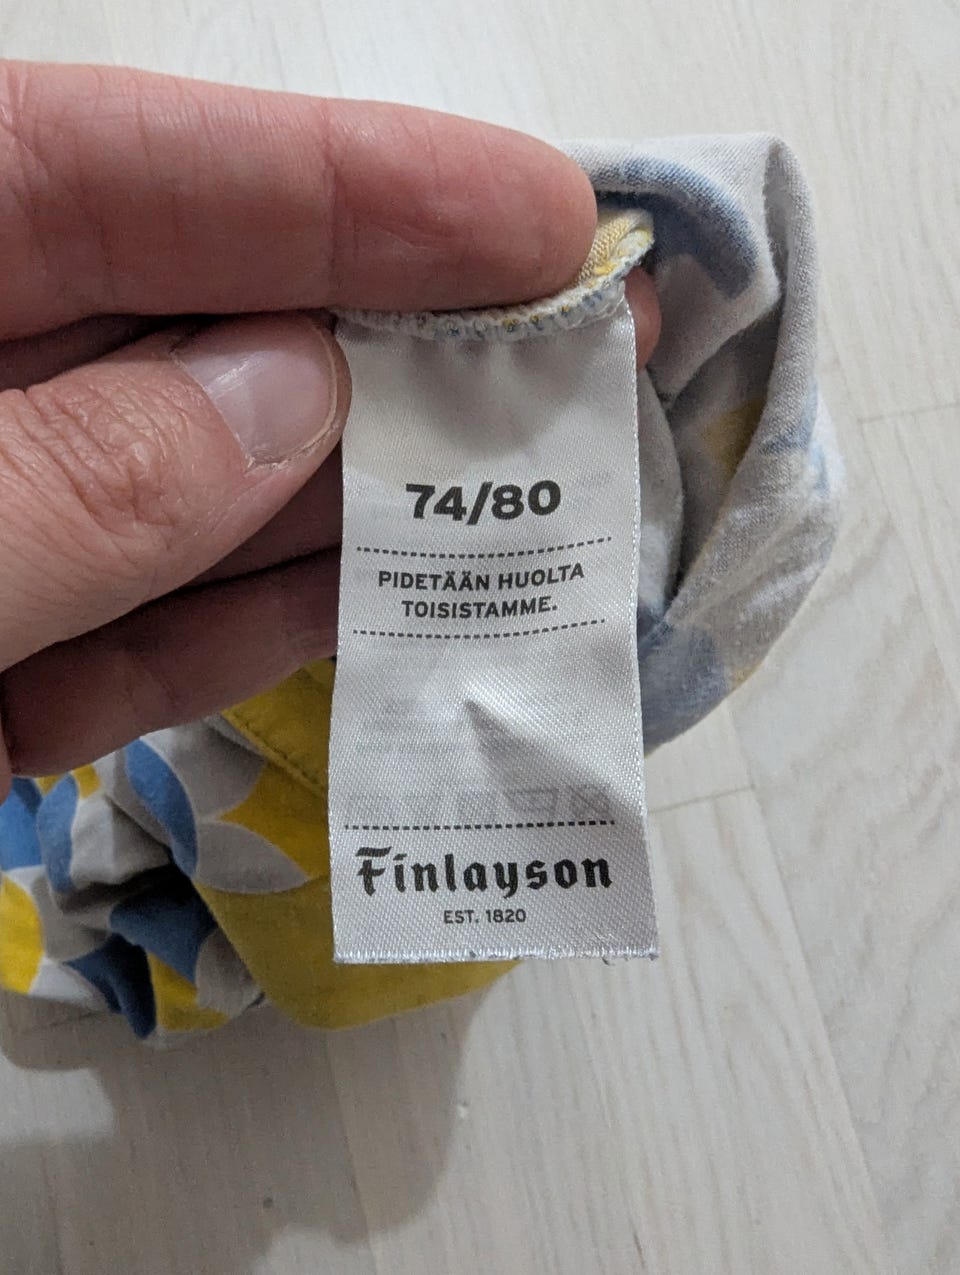 74/80
PIDETÄÄN HUOLTA
TOISISTAMME.
Finlayson
EST. 1820